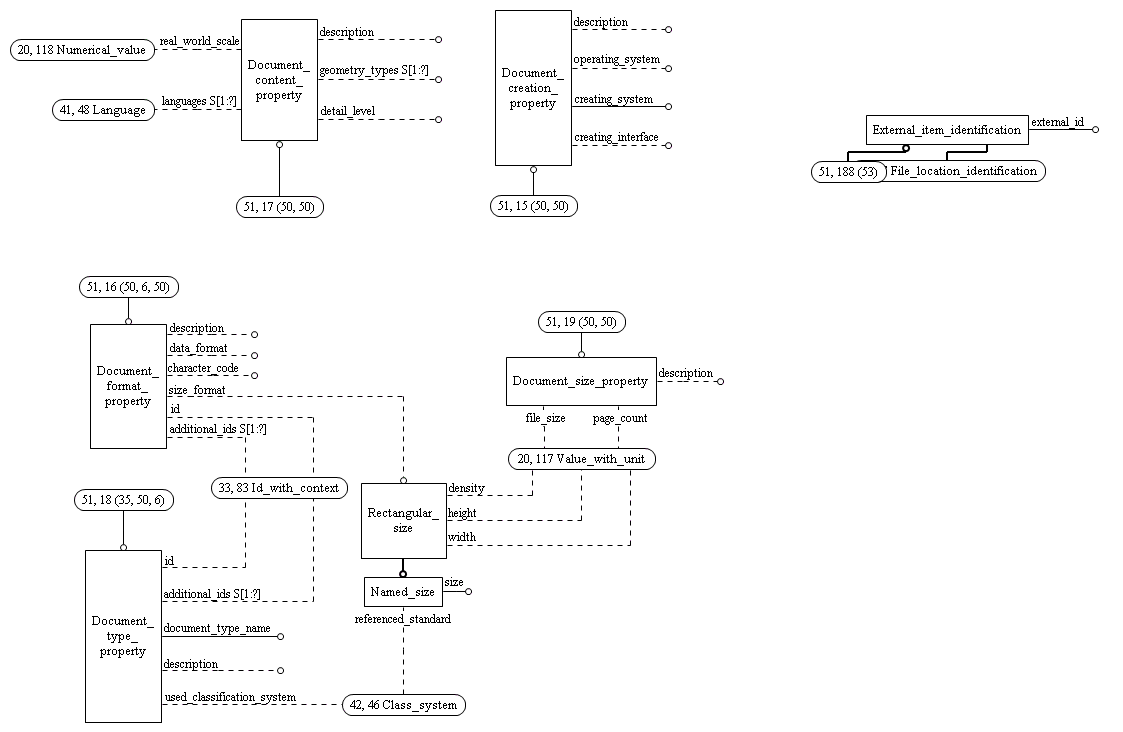 20, 118 Numerical_value
real_world_scale
41, 48 Language
languages S[1:?]
Document_
content_
property
description
geometry_types S[1:?]
detail_level
51, 17 (50, 50)
Document_
creation_
property
description
operating_system
creating_system
creating_interface
51, 15 (50, 50)
External_item_identification
external_id
51, 188 (53)
File_location_identification
51, 16 (50, 6, 50)
Document_
format_
property
description
data_format
character_code
size_format
id
additional_ids S[1:?]
51, 19 (50, 50)
Document_size_property
description
file_size
page_count
20, 117 Value_with_unit
33, 83 Id_with_context
Rectangular_
size
density
height
width
Named_size
size
referenced_standard
51, 18 (35, 50, 6)
Document_
type_
property
id
additional_ids S[1:?]
document_type_name
description
used_classification_system
42, 46 Class_system